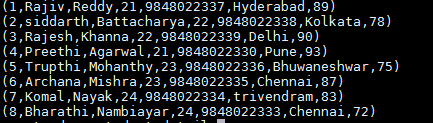 (1,Rajiv,Reddy,21,9848022337,Hyderabad,89)
(2,siddarth,Battacharya,22,9848022338,Kolkata,78)
(3,Rajesh,Khanna,22,9848022339,Delhi,90)
(4,Preethi,Agarwal,21,9848022330,Pune,93)
(5,Trupthi,Mohanthy,23,9848022336,Bhuwaneshwar,75)
(6,Archana,Mishra,23,9848022335,Chennai,87)
(7,Komal,Nayak,24,9848022334,trivendram,83)
(8,Bharathi,Nambiayar,24,9848022333,Chennai,72)